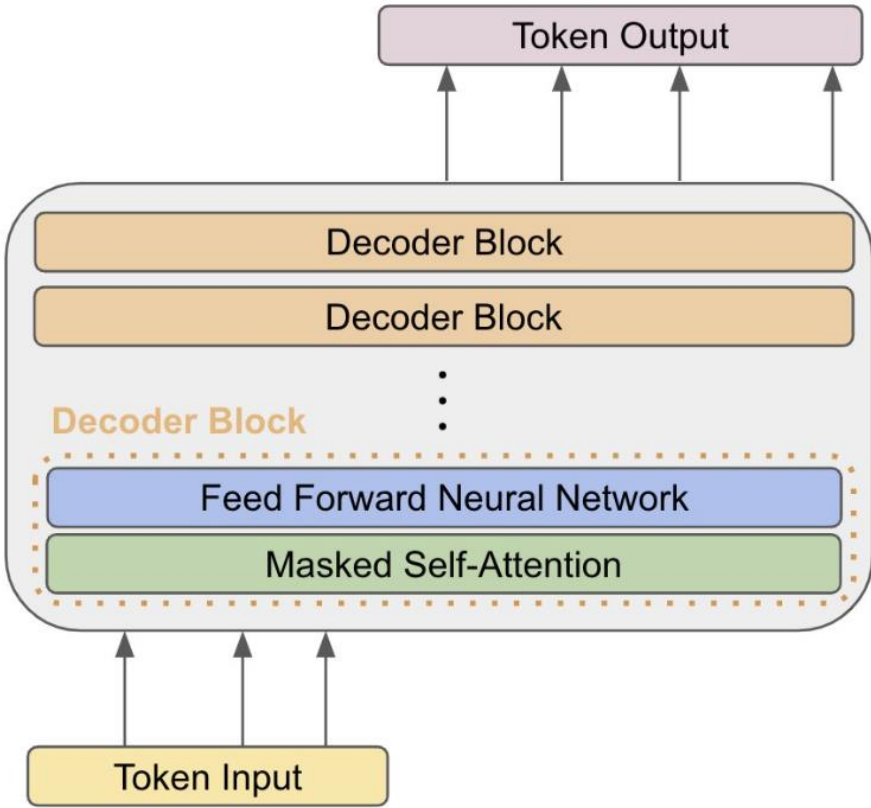 Token Output
Decoder Block
Decoder Block
Decoder Block
Feed Forward Neural Network
Masked Self-Attention
Token Input